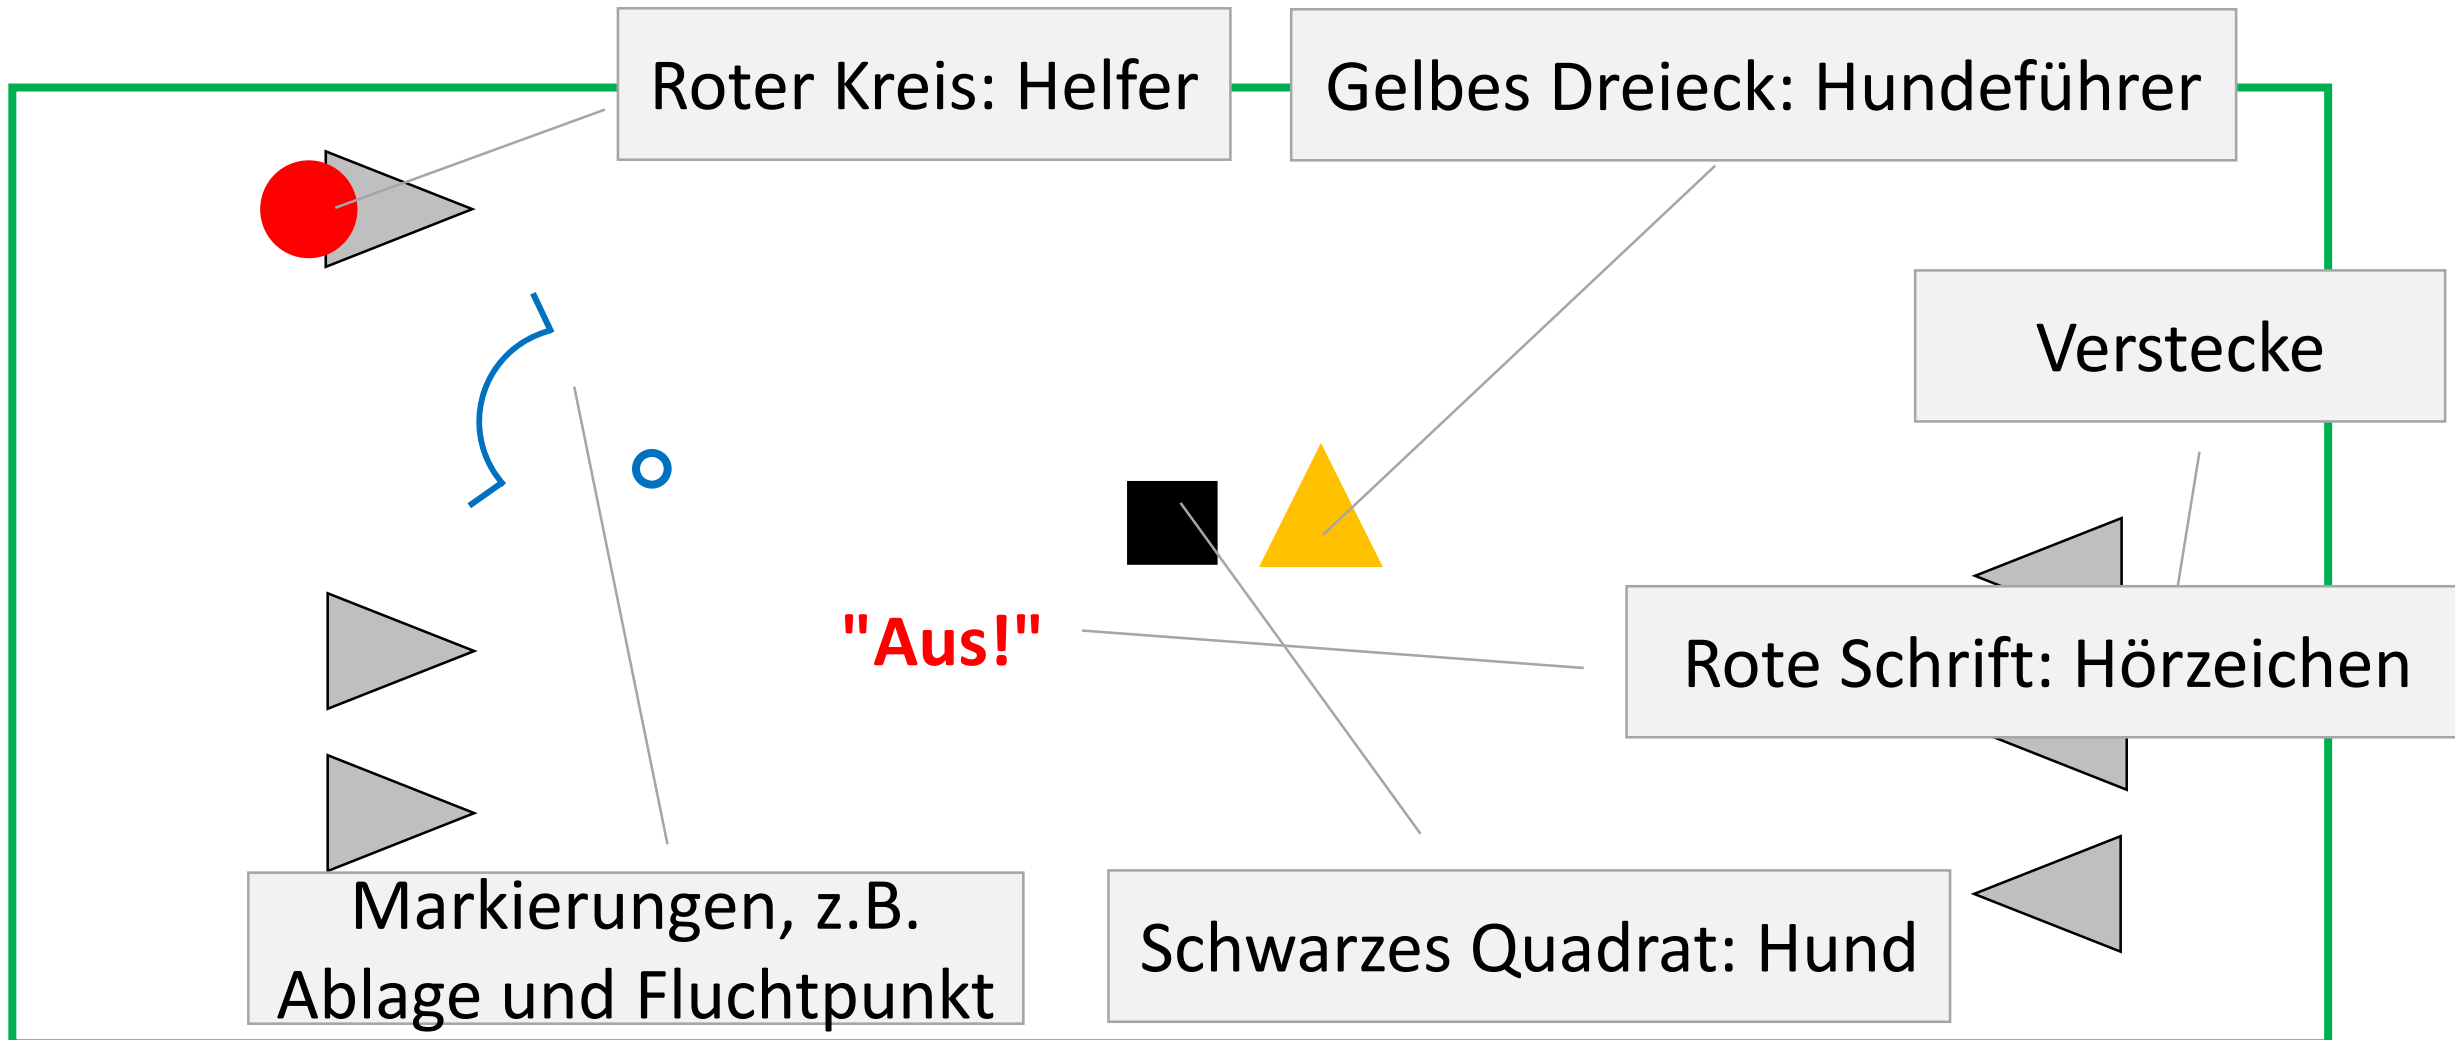 Roter Kreis: Helfer
Gelbes Dreieck: Hundeführer
Verstecke
"Aus!"
Rote Schrift: Hörzeichen
Markierungen, z.B.
Ablage und Fluchtpunkt
Schwarzes Quadrat: Hund